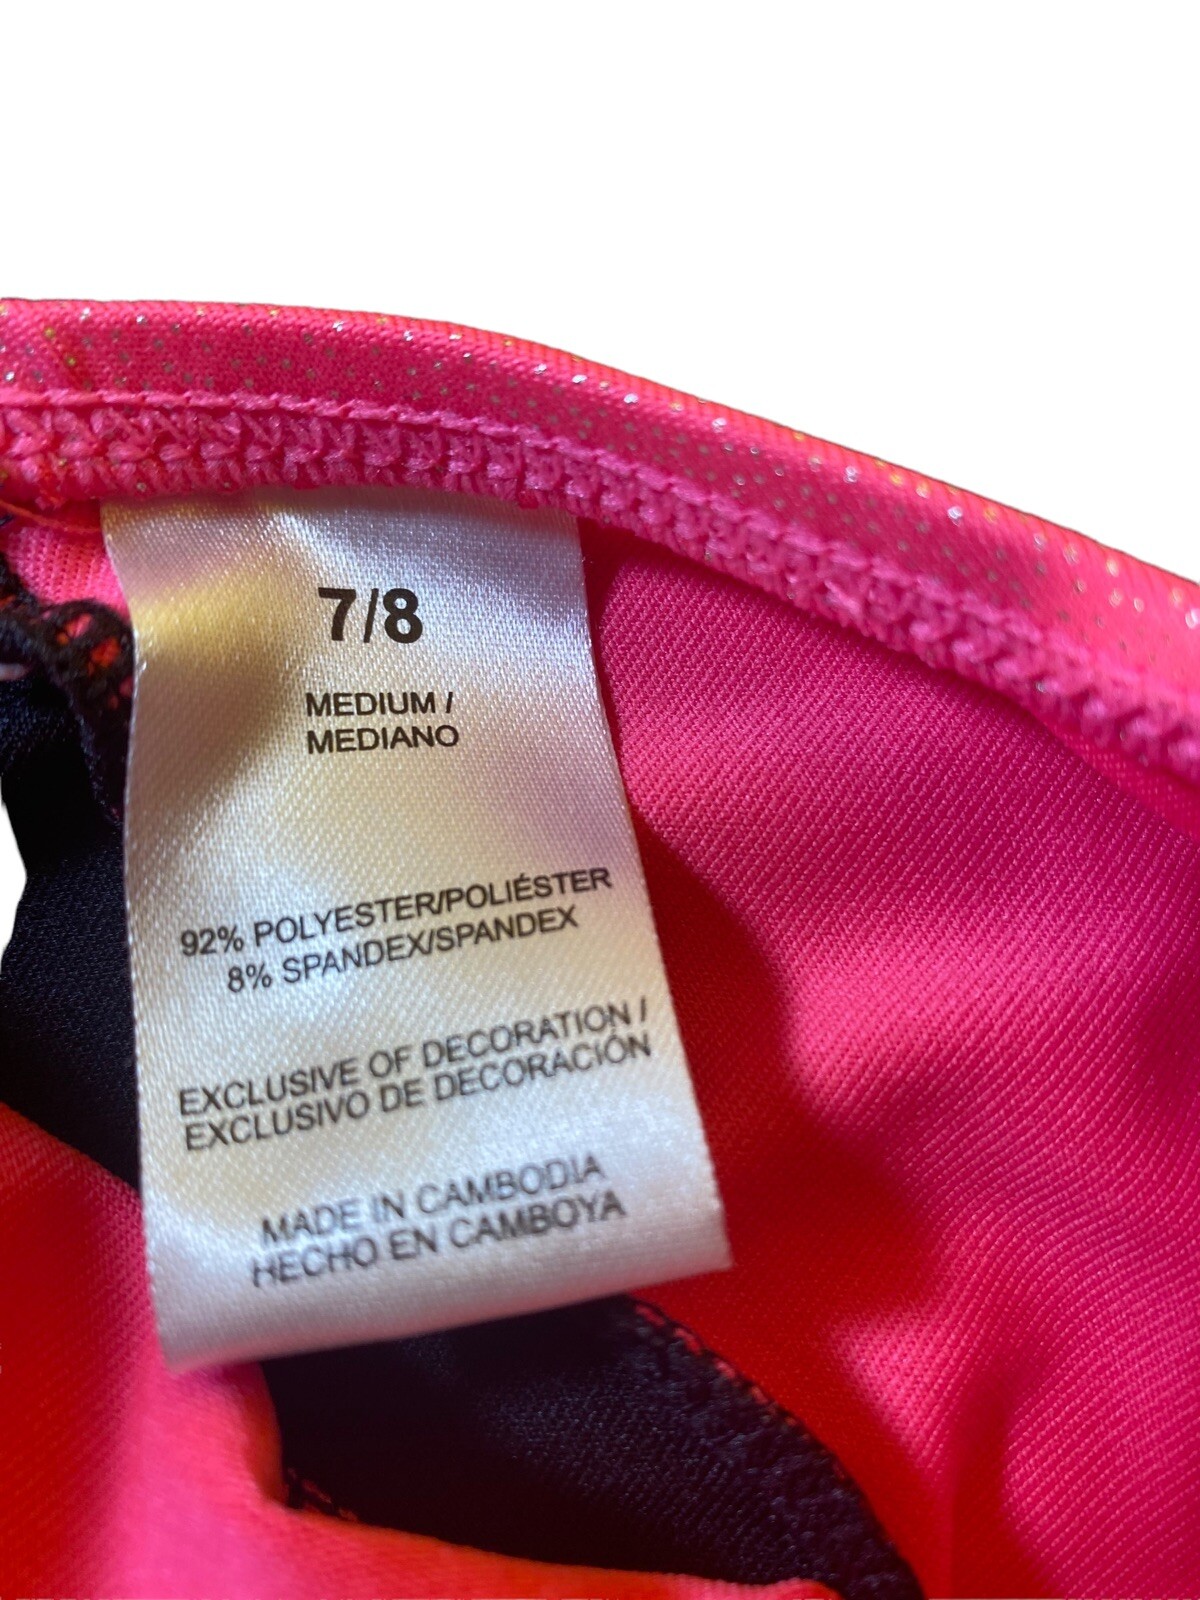 7/8
MEDIUM /
MEDIANO
92% POLYESTER/POLIÉSTER
8% SPANDEX/SPANDEX
EXCLUSIVE OF DECORATION /
EXCLUSIVO DE DECORACIÓN
MADE IN CAMBODIA
HECHO EN CAMBOYA